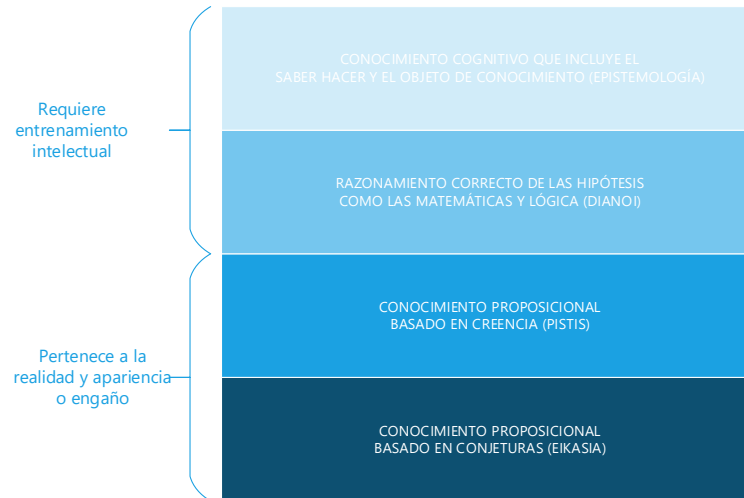 CONOCIMIENTO COGNITIVO QUE INCLUYE EL
SABER HACER Y EL OBJETO DE CONOCIMIENTO (EPISTEMOLOGÍA)
Requiere
entrenamiento
intelectual
RAZONAMIENTO CORRECTO DE LAS HIPÓTESIS
COMO LAS MATEMÁTICAS Y LÓGICA (DIANOI)
CONOCIMIENTO PROPOSICIONAL
BASADO EN CREENCIA (PISTIS)
Pertenece a la
realidad y apariencia
o engaño
CONOCIMIENTO PROPOSICIONAL
BASADO EN CONJETURAS (EIKASIA)